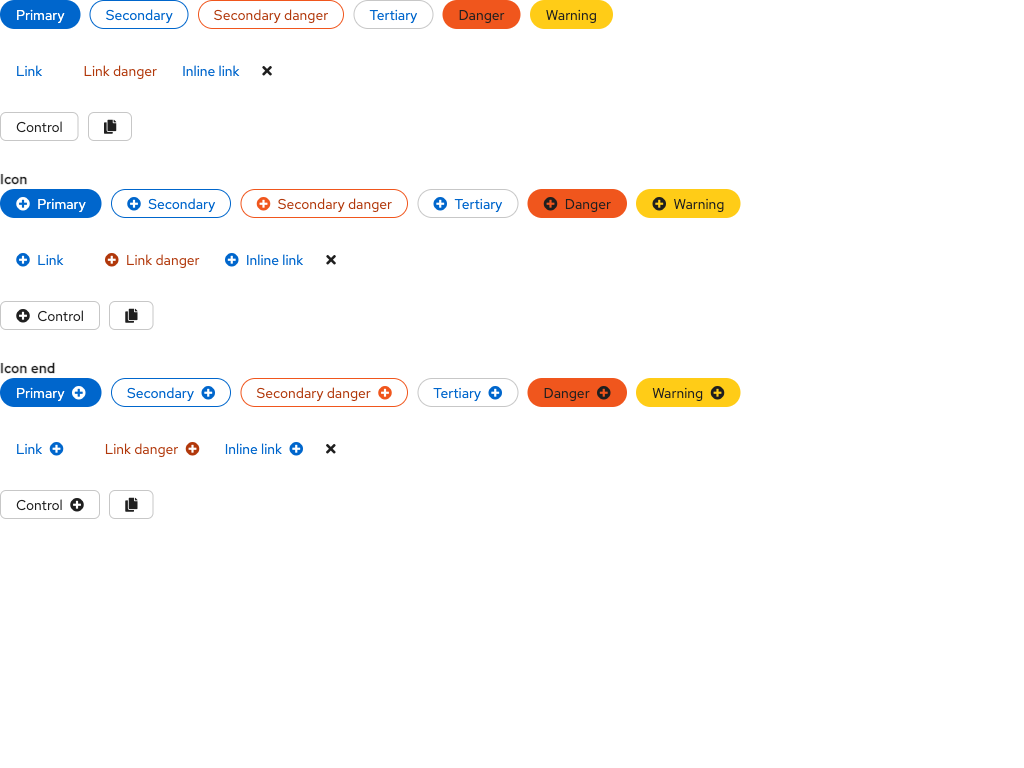 Primary Secondary Secondary danger Tertiary Danger Warning
Link Link danger Inline link
Control
Icon
Primary Secondary Secondary danger Tertiary Danger Warning
Link Link danger Inline link
Control
Icon end
Primary Secondary Secondary danger Tertiary Danger Warning
Link Link danger Inline link
Control